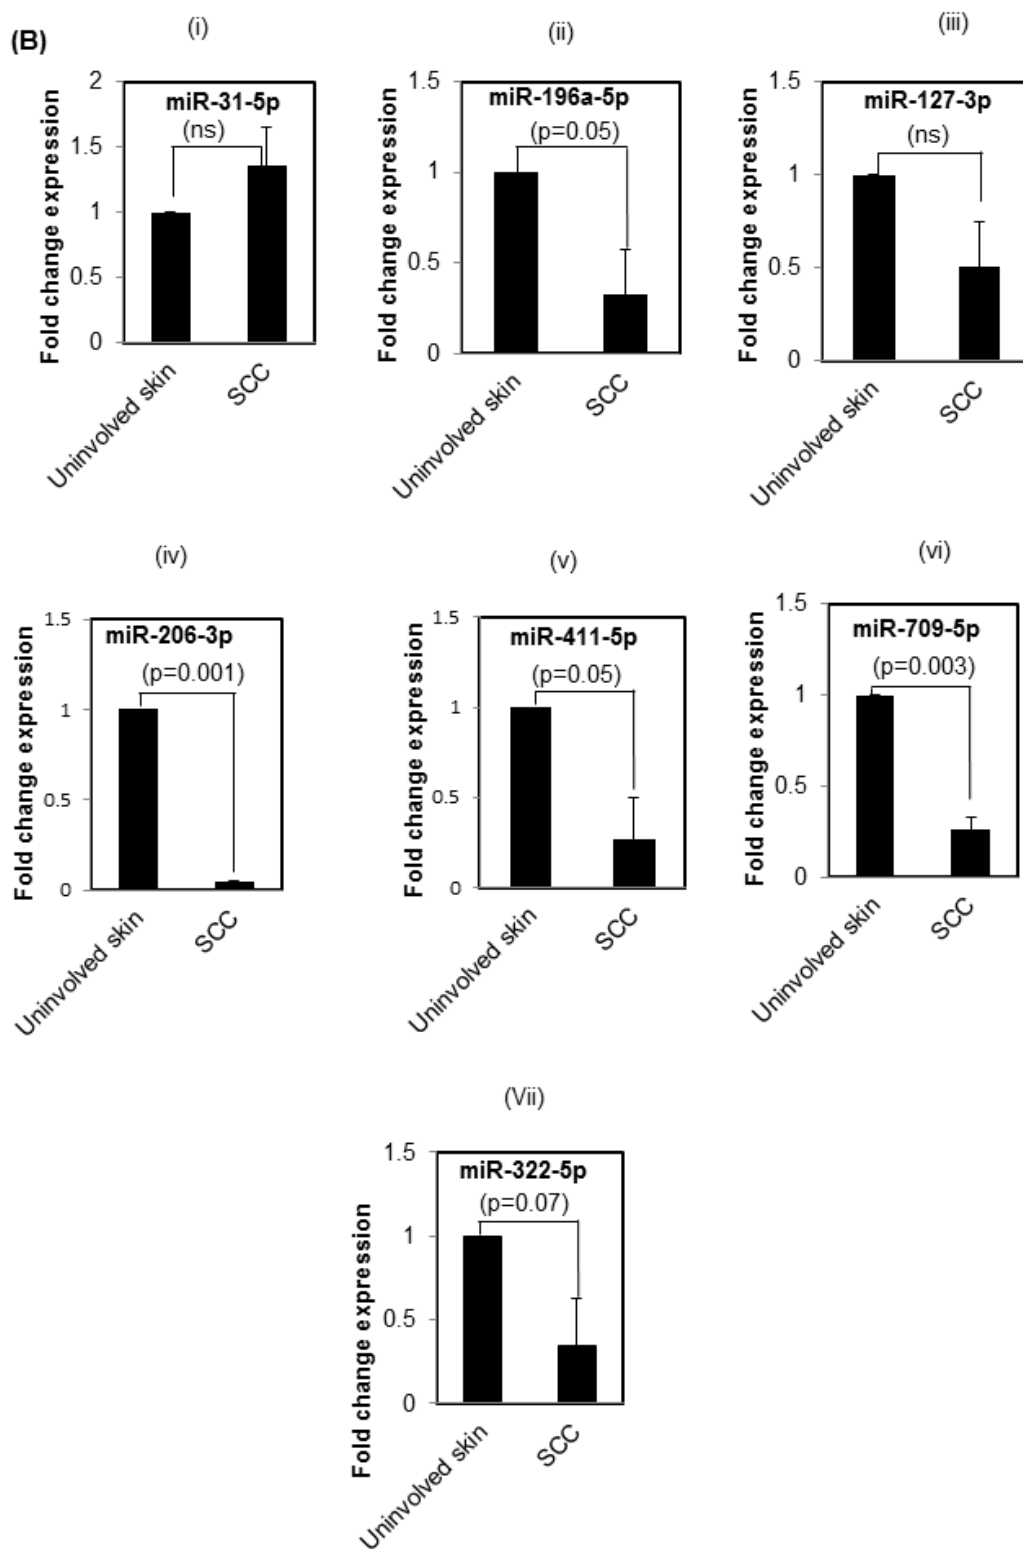 (B)
(i)
(ii)
(iii)
2
1.5
1
0.5
0
Fold change expression
miR-31-5p
(ns)
Uninvolved skin
SCC
1.5
1
0.5
0
Fold change expression
miR-196a-5p
(p=0.05)
Uninvolved skin
SCC
1.5
1
0.5
0
Fold change expression
miR-127-3p
(ns)
Uninvolved skin
SCC
(iv)
(v)
(vi)
1.5
1
0.5
0
Fold change expression
miR-206-3p
(p=0.001)
Uninvolved skin
SCC
1.5
1
0.5
0
Fold change expression
miR-411-5p
(p=0.05)
Uninvolved skin
SCC
1.5
1
0.5
0
Fold change expression
miR-709-5p
(p=0.003)
Uninvolved skin
SCC
(Vii)
1.5
1
0.5
0
Fold change expression
miR-322-5p
(p=0.07)
Uninvolved skin
SCC